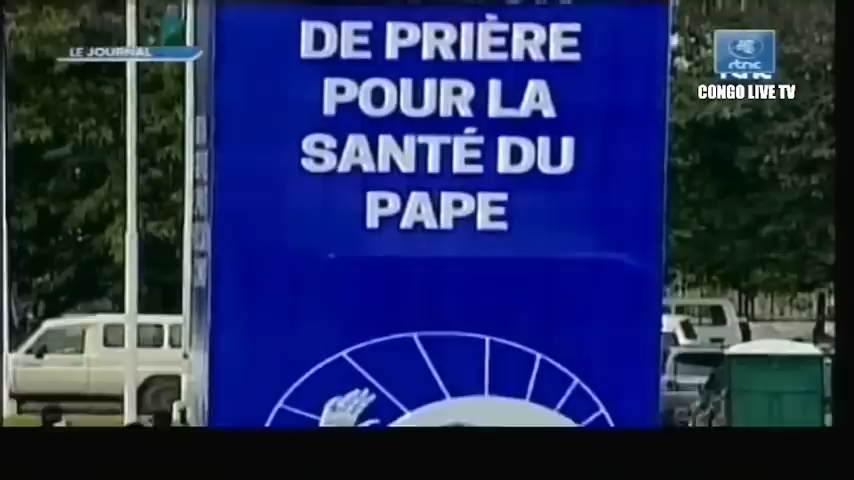 DE PRIÈRE
POUR LA
SANTÉ DU
PAPE
LE JOURNAL
rtnc
CONGO LIVE TV